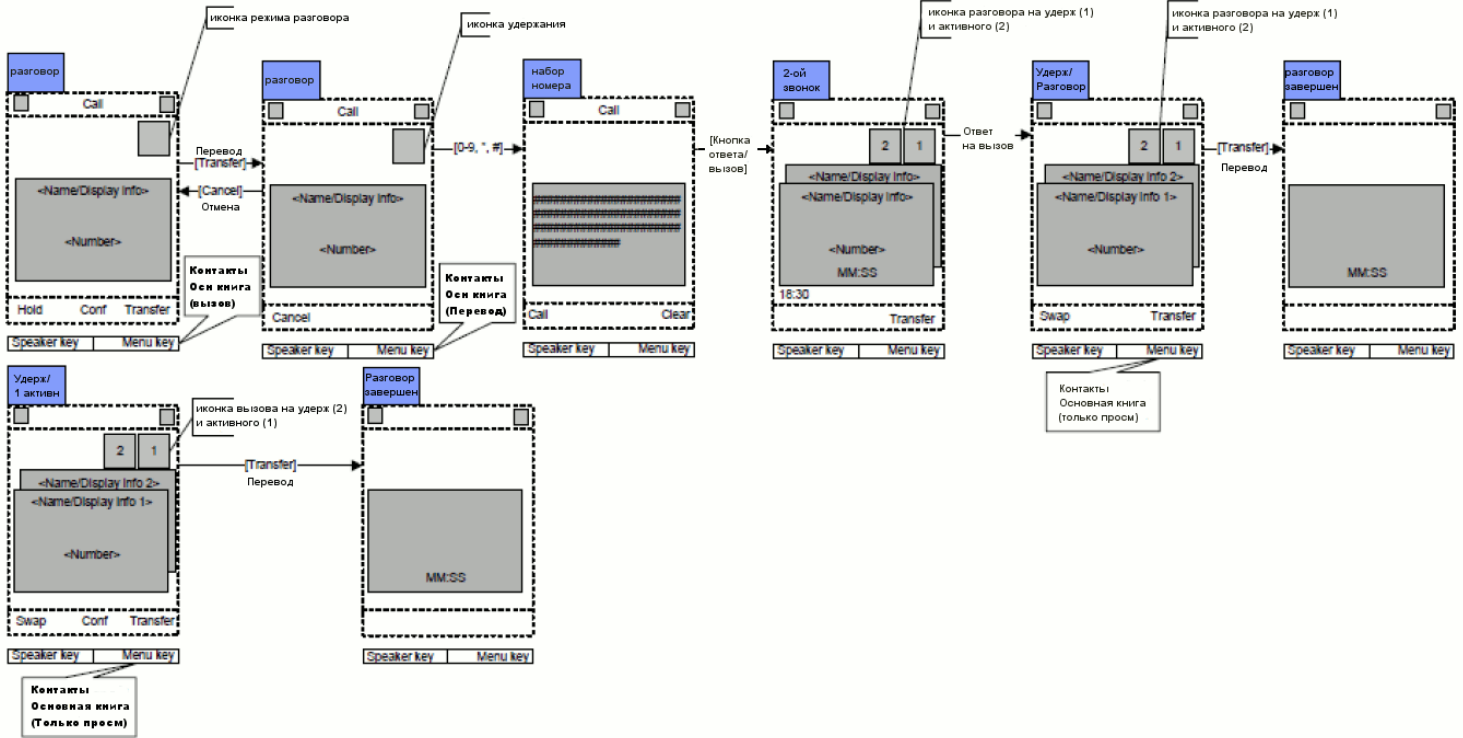 иконка режима разговора
иконка удержания
иконка разговора на удерж (1)
и активного (2)
иконка разговора на удерж (1)
и активного (2)
разговор
Call
Перевод
[Transfer]
[Cancel]
Отмена
<Name/Display Info>
<Number>
Hold Conf Transfer
Speaker key Menu key
Контакты
Осн книга
(вызов)
разговор
Call
[0-9, *, #]
<Name/Display Info>
<Number>
Cancel
Speaker key Menu key
Контакты
Осн книга
(Перевод)
набор
номера
Call
######################
######################
######################
#############
Call Clear
Speaker key Menu key
[Кнопка
ответа/
вызов]
2-ой
звонок
2 1
<Name/Display Info>
<Name/Display Info>
<Number>
MM:SS
18:30
Transfer
Speaker key Menu key
Ответ
на вызов
Удерж/
Разговор
2 1
<Name/Display Info 2>
<Name/Display Info 1>
<Number>
Swap Transfer
Speaker key Menu key
Контакты
Основная книга
(только просм)
[Transfer]
Перевод
разговор
завершен
MM:SS
Speaker key Menu key
Удерж/
1 активн
иконка вызова на удерж (2)
и активного (1)
2 1
<Name/Display Info 2>
<Name/Display Info 1>
<Number>
Swap Conf Transfer
Speaker key Menu key
Контакты
Основная книга
(Только просм)
[Transfer]
Перевод
Разговор
завершен
MM:SS
Speaker key Menu key